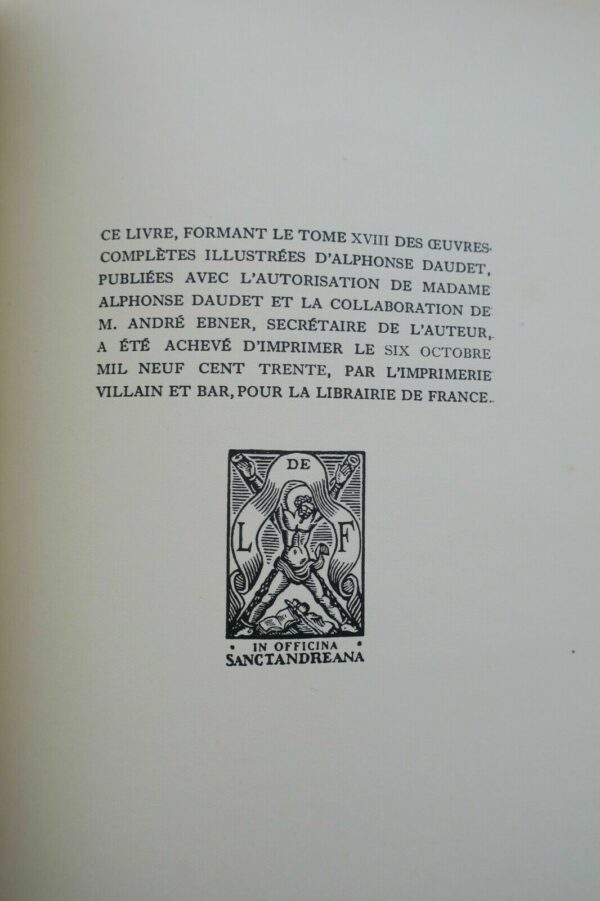 CE LIVRE, FORMANT LE TOME XVIII DES ŒUVRES
COMPLÈTES ILLUSTRÉES D'ALPHONSE DAUDET,
PUBLIÉES AVEC L'AUTORISATION DE MADAME
ALPHONSE DAUDET ET LA COLLABORATION DE
M. ANDRÉ EBNER, SECRÉTAIRE DE L'AUTEUR,
A ÉTÉ ACHEVÉ D'IMPRIMER LE SIX OCTOBRE
MIL NEUF CENT TRENTE, PAR L'IMPRIMERIE
VILLAIN ET BAR, POUR LA LIBRAIRIE DE FRANCE.
DE
L F
· IN OFFICINA ·
SANCTANDREANA